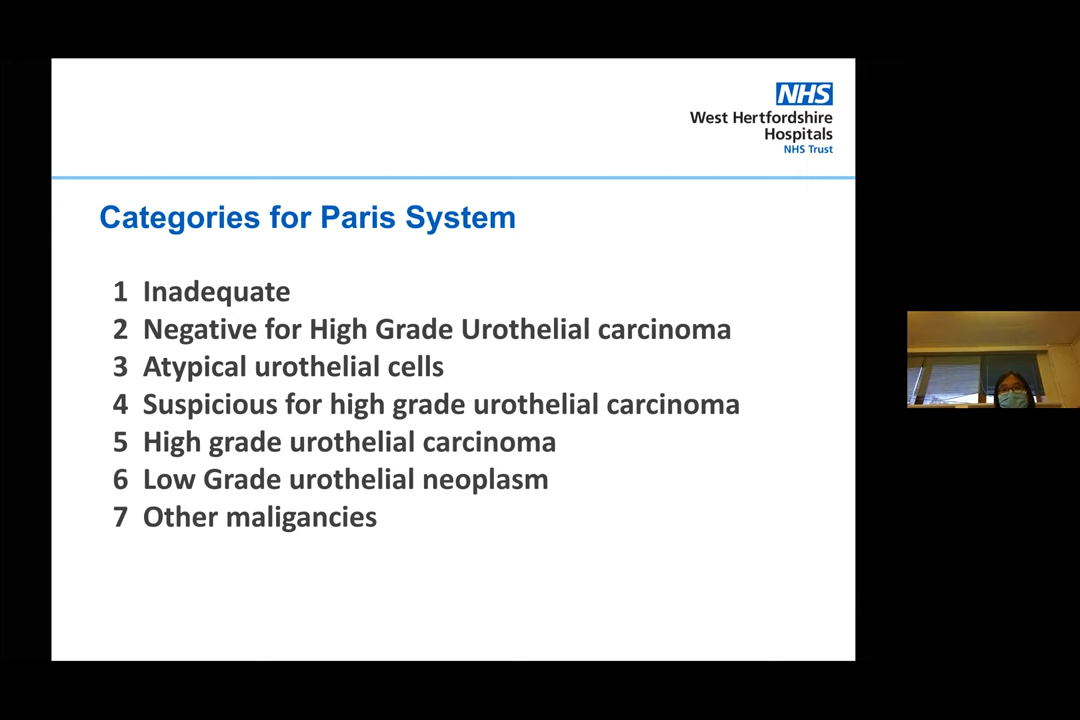 NHS
West Hertfordshire
Hospitals
NHS Trust
Categories for Paris System
1 Inadequate
2 Negative for High Grade Urothelial carcinoma
3 Atypical urothelial cells
4 Suspicious for high grade urothelial carcinoma
5 High grade urothelial carcinoma
6 Low Grade urothelial neoplasm
7 Other maligancies